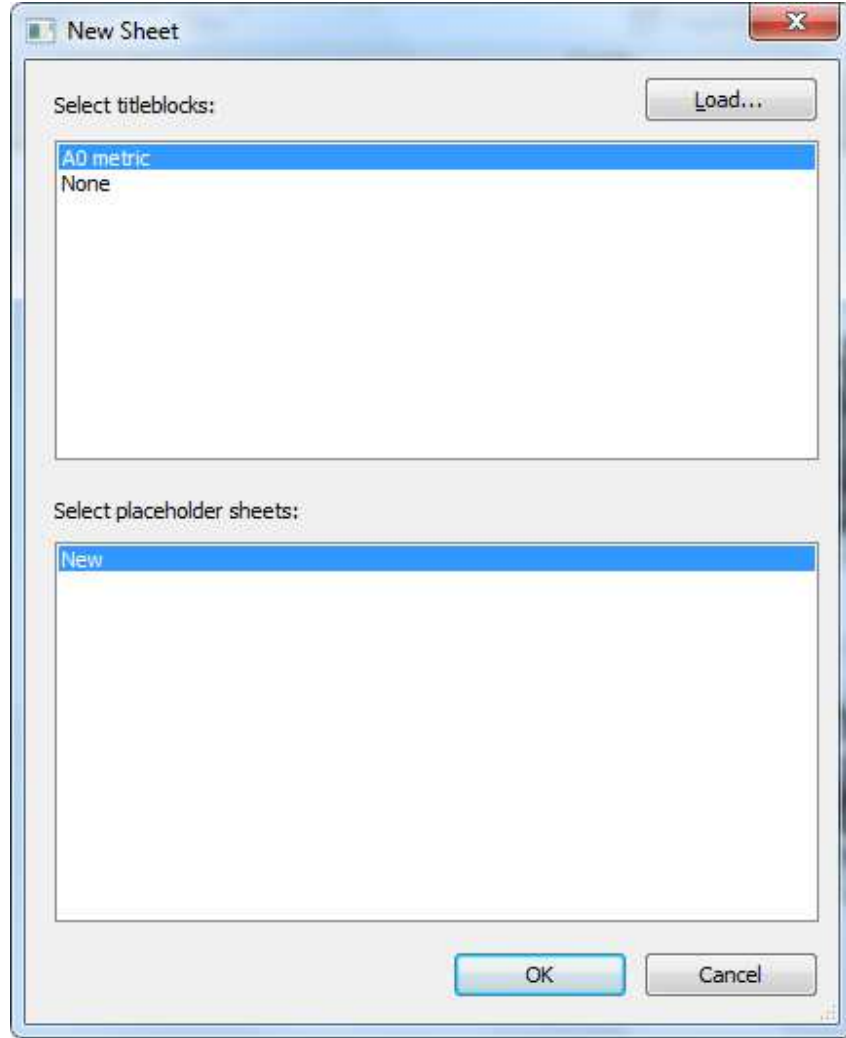 New Sheet
Select titleblocks:
Load...
A0 metric
None
Select placeholder sheets:
New
OK
Cancel